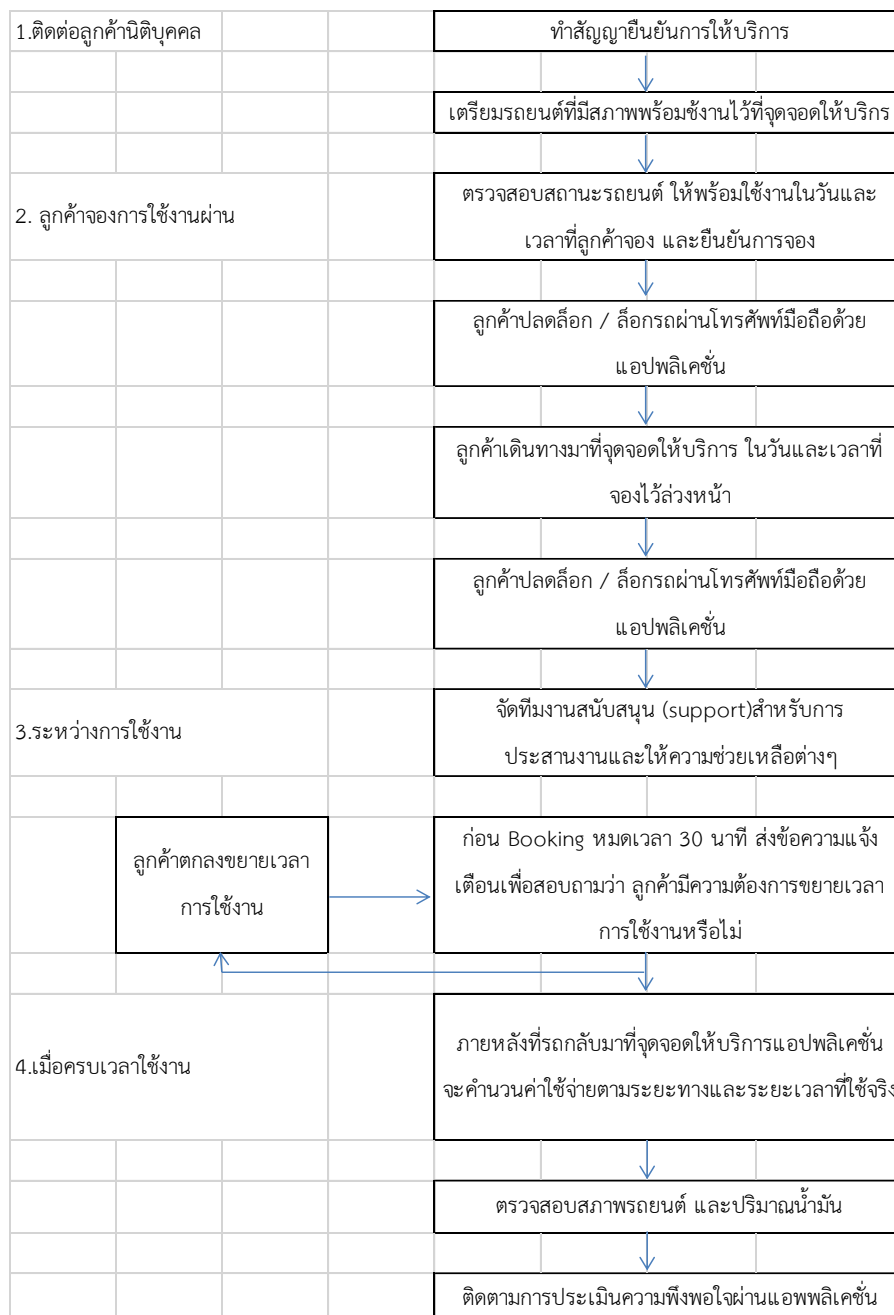 1.ติดต่อลูกค้านิติบุคคล
ทำสัญญายืนยันการให้บริการ
เตรียมรถยนต์ที่มีสภาพพร้อมช้งานไว้ที่จุดจอดให้บริกร
2. ลูกค้าจองการใช้งานผ่าน
ตรวจสอบสถานะรถยนต์ ให้พร้อมใช้งานในวันและ
เวลาที่ลูกค้าจอง และยืนยันการจอง
ลูกค้าปลดล็อก / ล็อกรถผ่านโทรศัพท์มือถือด้วย
แอปพลิเคชั่น
ลูกค้าเดินทางมาที่จุดจอดให้บริการ ในวันและเวลาที่
จองไว้ล่วงหน้า
ลูกค้าปลดล็อก / ล็อกรถผ่านโทรศัพท์มือถือด้วย
แอปพลิเคชั่น
3.ระหว่างการใช้งาน
จัดทีมงานสนับสนุน (support)สำหรับการ
ประสานงานและให้ความช่วยเหลือต่างๆ
ลูกค้าตกลงขยายเวลา
การใช้งาน
ก่อน Booking หมดเวลา 30 นาที ส่งข้อความแจ้ง
เตือนเพื่อสอบถามว่า ลูกค้ามีความต้องการขยายเวลา
การใช้งานหรือไม่
4.เมื่อครบเวลาใช้งาน
ภายหลังที่รถกลับมาที่จุดจอดให้บริการแอปพลิเคชั่น
จะคำนวนค่าใช้จ่ายตามระยะทางและระยะเวลาที่ใช้จริง
ตรวจสอบสภาพรถยนต์ และปริมาณน้ำมัน
ติดตามการประเมินความพึงพอใจผ่านแอพพลิเคชั่น